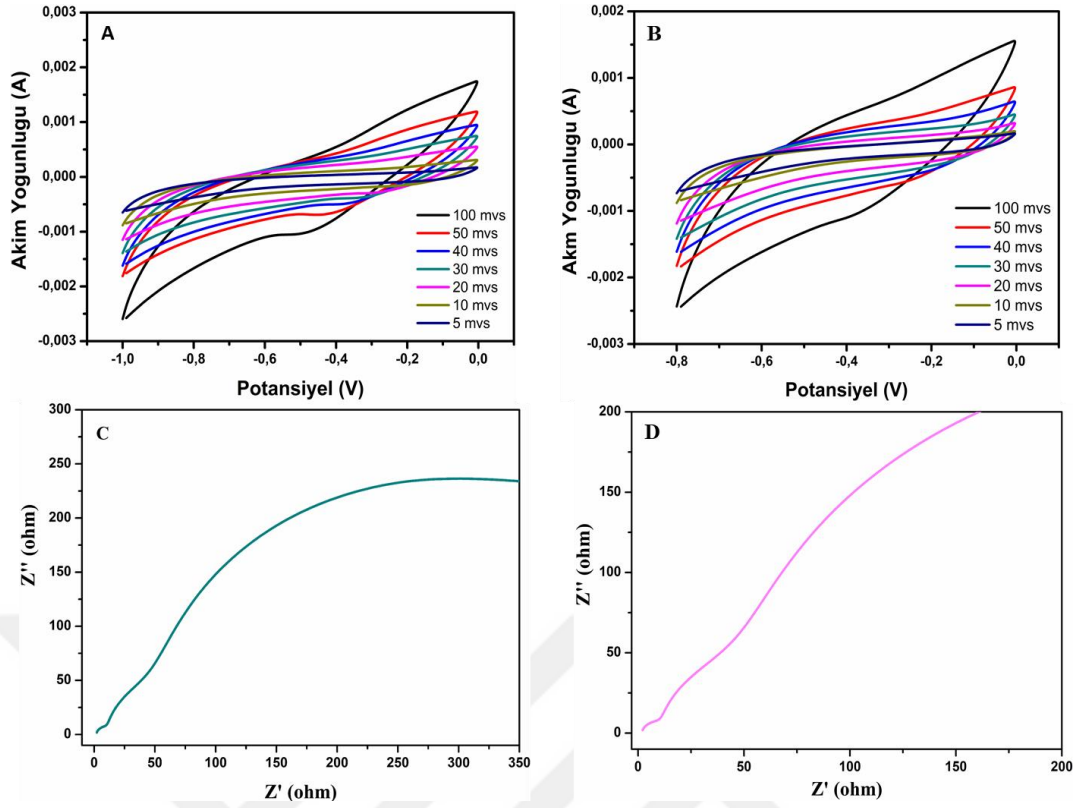 A
Akim Yogunlugu (A)
0,003
0,002
0,001
0,000
-0,001
-0,002
-0,003
100 mvs
50 mvs
40 mvs
30 mvs
20 mvs
10 mvs
5 mvs
-1,0 -0,8 -0,6 -0,4 -0,2 0,0
Potansiyel (V)
B
Akım Yogunlugu (A)
0,002
0,001
0,000
-0,001
-0,002
-0,003
100 mvs
50 mvs
40 mvs
30 mvs
20 mvs
10 mvs
5 mvs
-0,8 -0,6 -0,4 -0,2 0,0
Potansiyel (V)
C
Z'' (ohm)
300
250
200
150
100
50
0
0 50 100 150 200 250 300 350
Z' (ohm)
D
Z'' (ohm)
200
150
100
50
0
0 50 100 150 200
Z' (ohm)